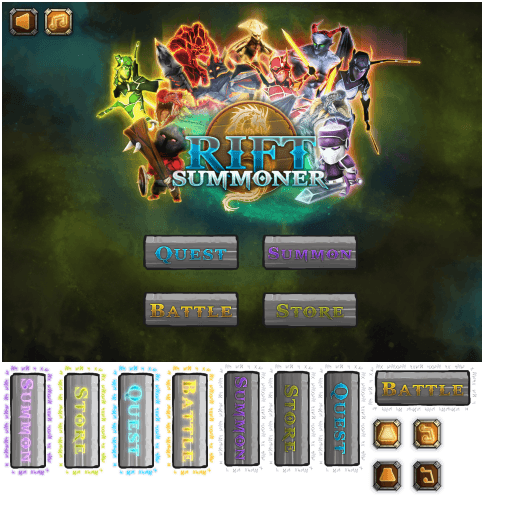 RIFT
SUMMONER
QUEST
SUMMON
BATTLE
STORE
SUMMON
STORE
QUEST
BATTLE
SUMMON
STORE
QUEST
BATTLE